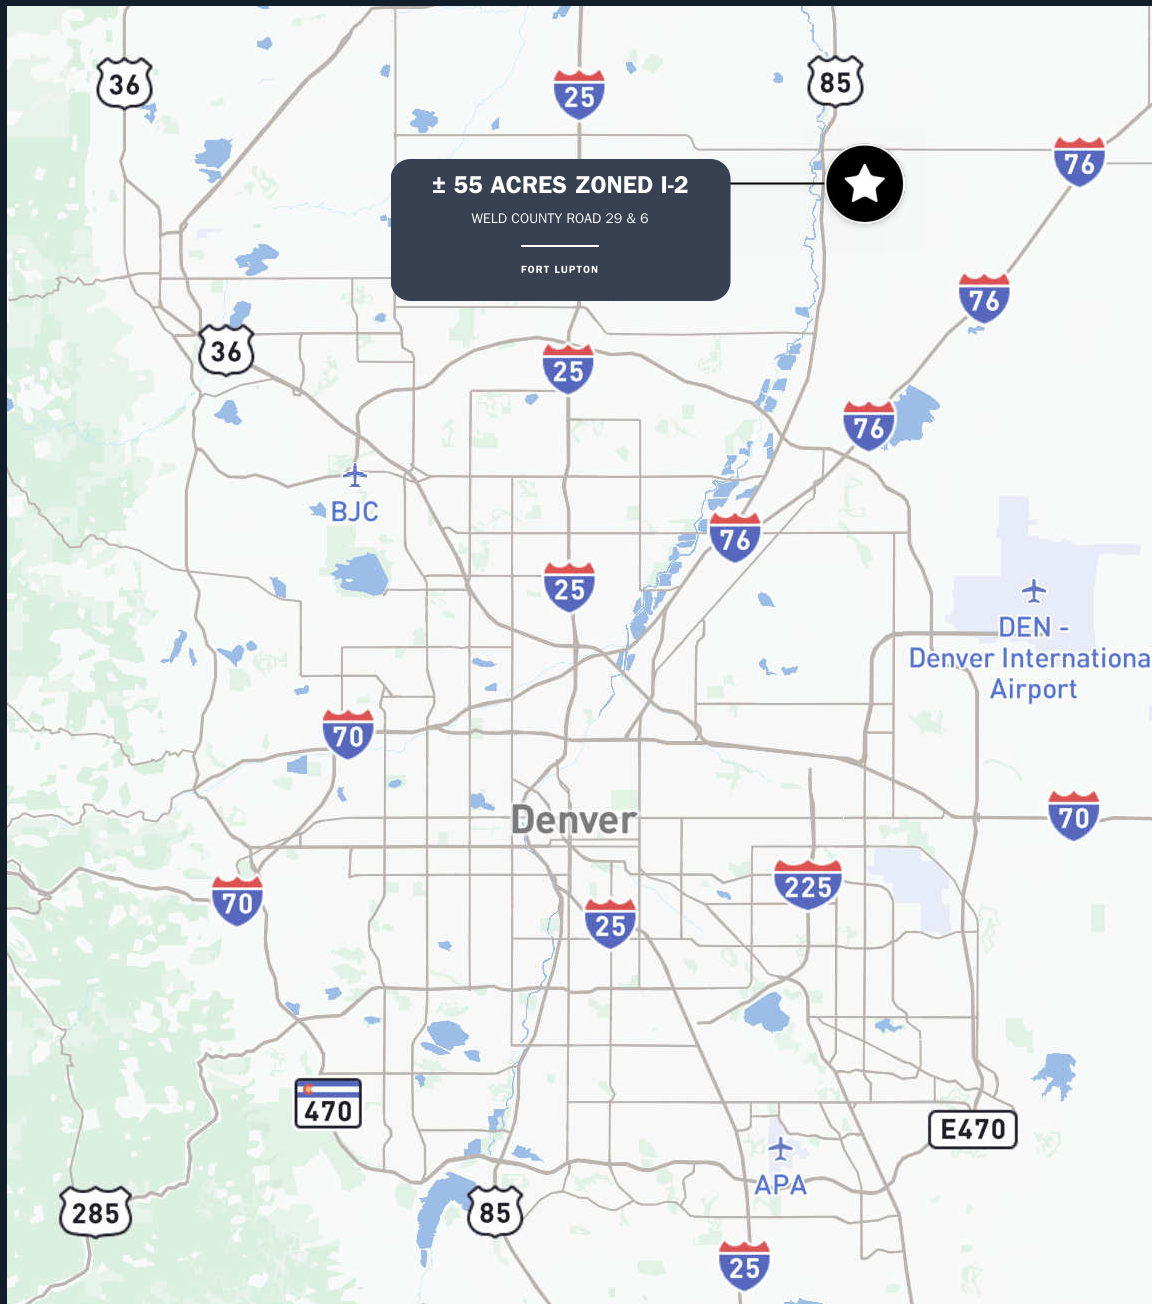 36
25
85
76
± 55 ACRES ZONED I-2
WELD COUNTY ROAD 29 & 6
FORT LUPTON
76
36
25
76
BJC
76
25
DEN -
Denver Internationa
Airport
70
Denver
70
225
70
25
470
E470
APA
285
85
25